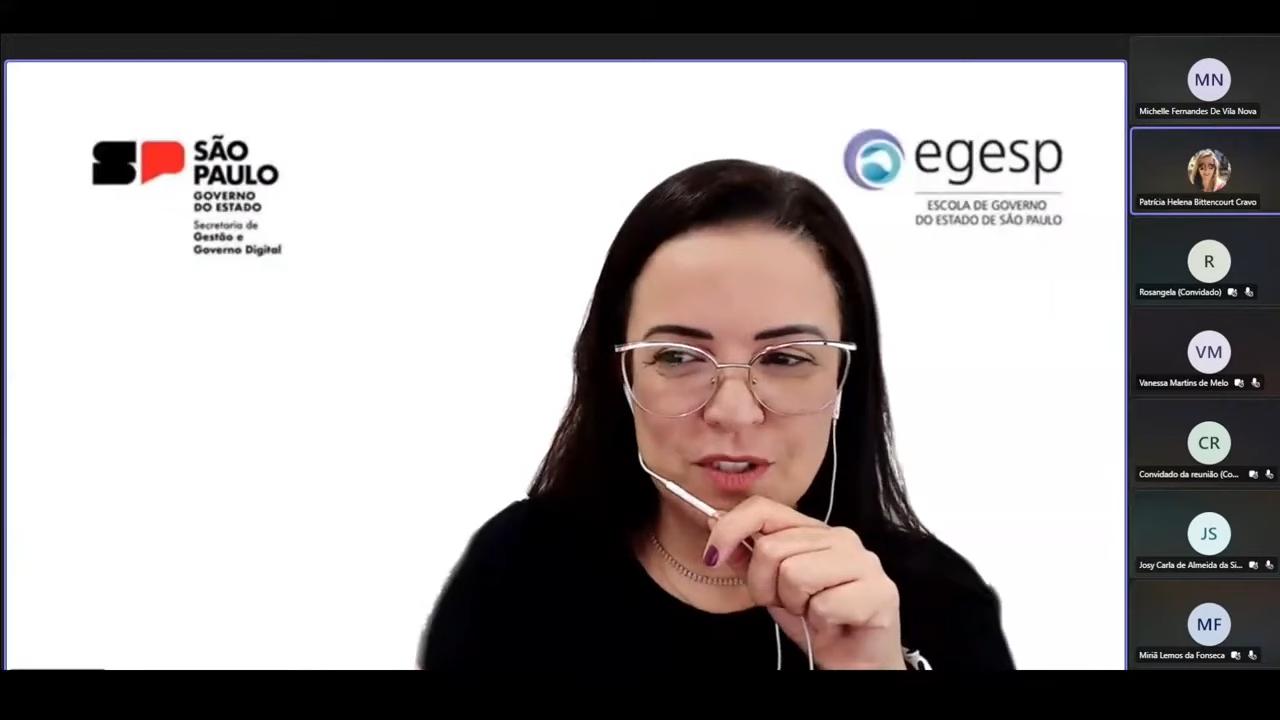 SÃO
PAULO
GOVERNO
DO ESTADO
Secretaria de
Gestão e
Governo Digital
egesp
ESCOLA DE GOVERNO
DO ESTADO DE SÃO PAULO
MN
Michelle Fernandes De Vila Nova
Patrícia Helena Bittencourt Cravo
R
Rosangela (Convidado)
VM
Vanessa Martins de Melo
CR
Convidado da reunião (Co...
JS
Josy Carla de Almeida da Si...
MF
Miriã Lemos da Fonseca